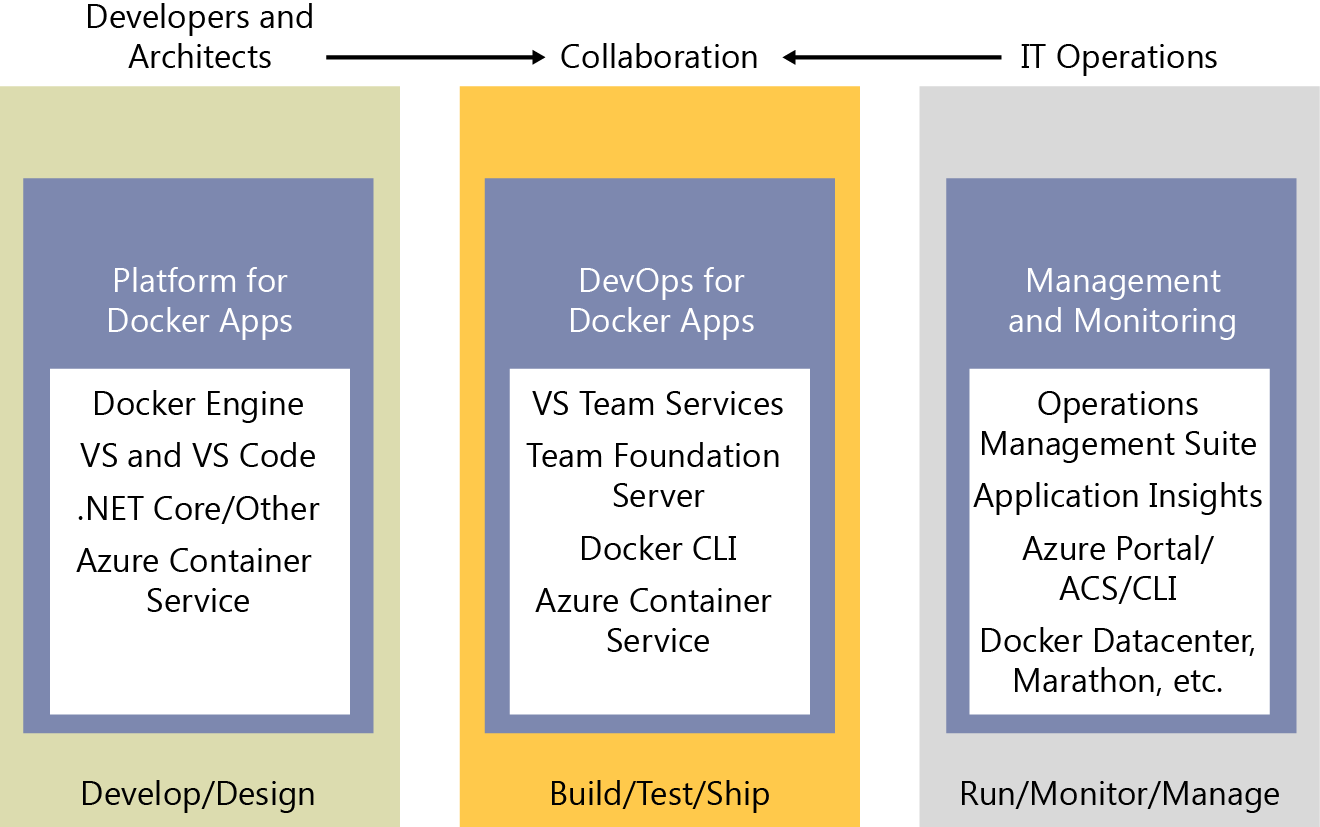 Developers and
Architects
Collaboration
IT Operations
Platform for
Docker Apps
Docker Engine
VS and VS Code
.NET Core/Other
Azure Container
Service
Develop/Design
DevOps for
Docker Apps
VS Team Services
Team Foundation
Server
Docker CLI
Azure Container
Service
Build/Test/Ship
Management
and Monitoring
Operations
Management Suite
Application Insights
Azure Portal/
ACS/CLI
Docker Datacenter,
Marathon, etc.
Run/Monitor/Manage